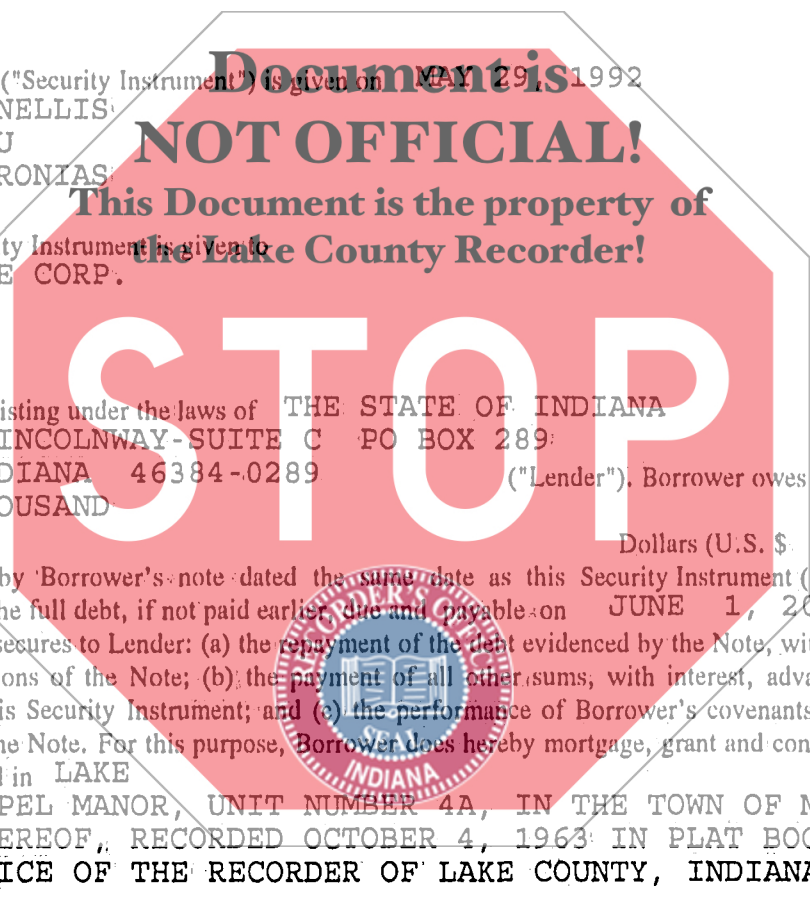 Document is
("Security Instrument") is given on MAY 29, 1992
NELLIS
NOT OFFICIAL!
U
RONIAS
This Document is the property of
ty Instrument is given to
the Lake County Recorder!
E CORP.
STOP
isting under the laws of THE STATE OF INDIANA
INCOLNWAY-SUITE C PO BOX 289
DIANA 46384-0289 ("Lender"). Borrower owes
OUSAND
Dollars (U.S. $
by Borrower's note dated the same date as this Security Instrument (
he full debt, if not paid earlier, due and payable on JUNE 1, 20
secures to Lender: (a) the repayment of the debt evidenced by the Note, wit
ons of the Note; (b) the payment of all other sums, with interest, adva
is Security Instrument; and (c) the performance of Borrower's covenants
he Note. For this purpose, Borrower does hereby mortgage, grant and con
RECORDER'S OFFICE
SEAL
INDIANA
d in LAKE
PEL MANOR, UNIT NUMBER 4A, IN THE TOWN OF M
EREOF, RECORDED OCTOBER 4, 1963 IN PLAT BOO
ICE OF THE RECORDER OF LAKE COUNTY, INDIANA